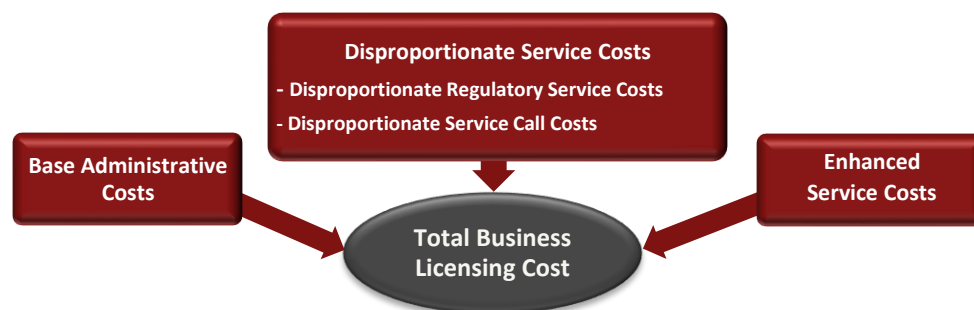 Disproportionate Service Costs
- Disproportionate Regulatory Service Costs
- Disproportionate Service Call Costs
Base Administrative
Costs
Enhanced
Service Costs
Total Business
Licensing Cost